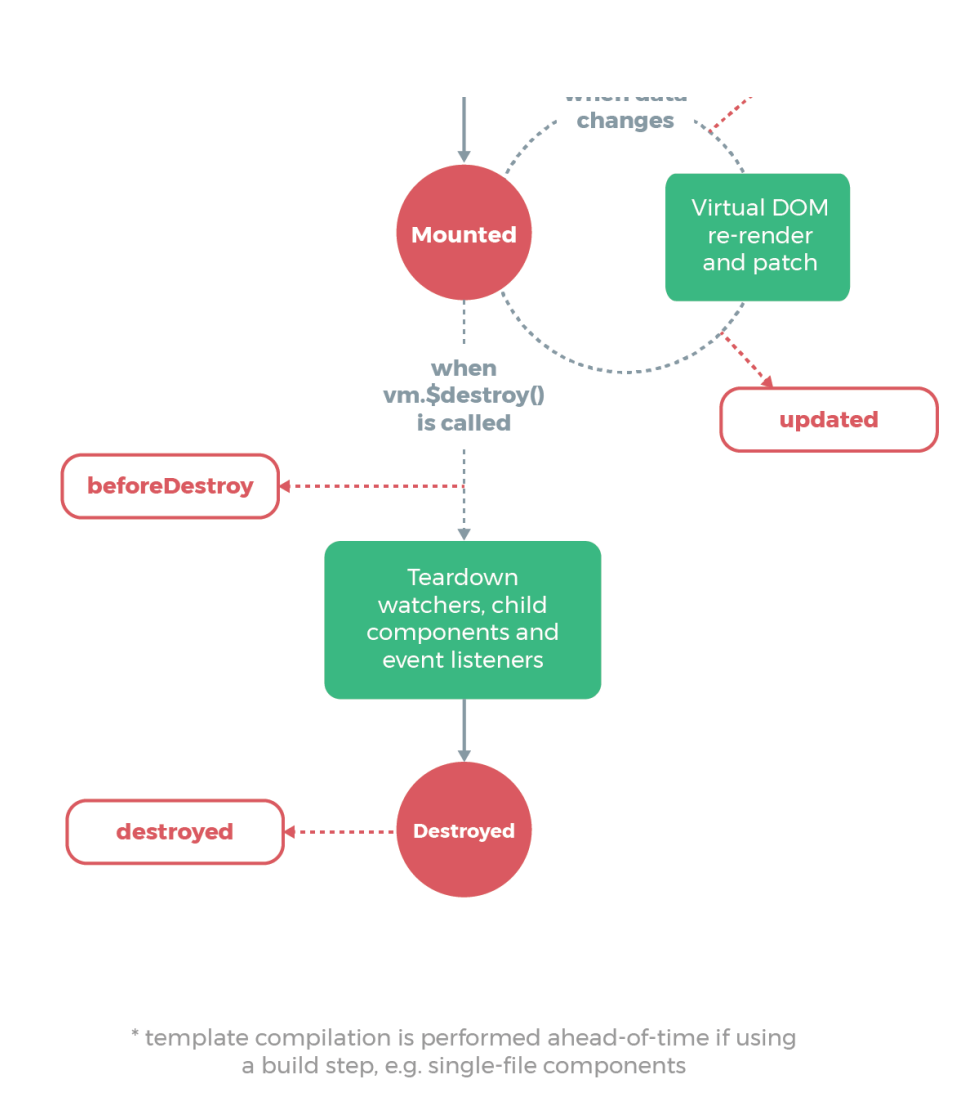 when data
changes
Mounted
Virtual DOM
re-render
and patch
when
vm.$destroy()
is called
updated
beforeDestroy
Teardown
watchers, child
components and
event listeners
destroyed
Destroyed
* template compilation is performed ahead-of-time if using
a build step, e.g. single-file components